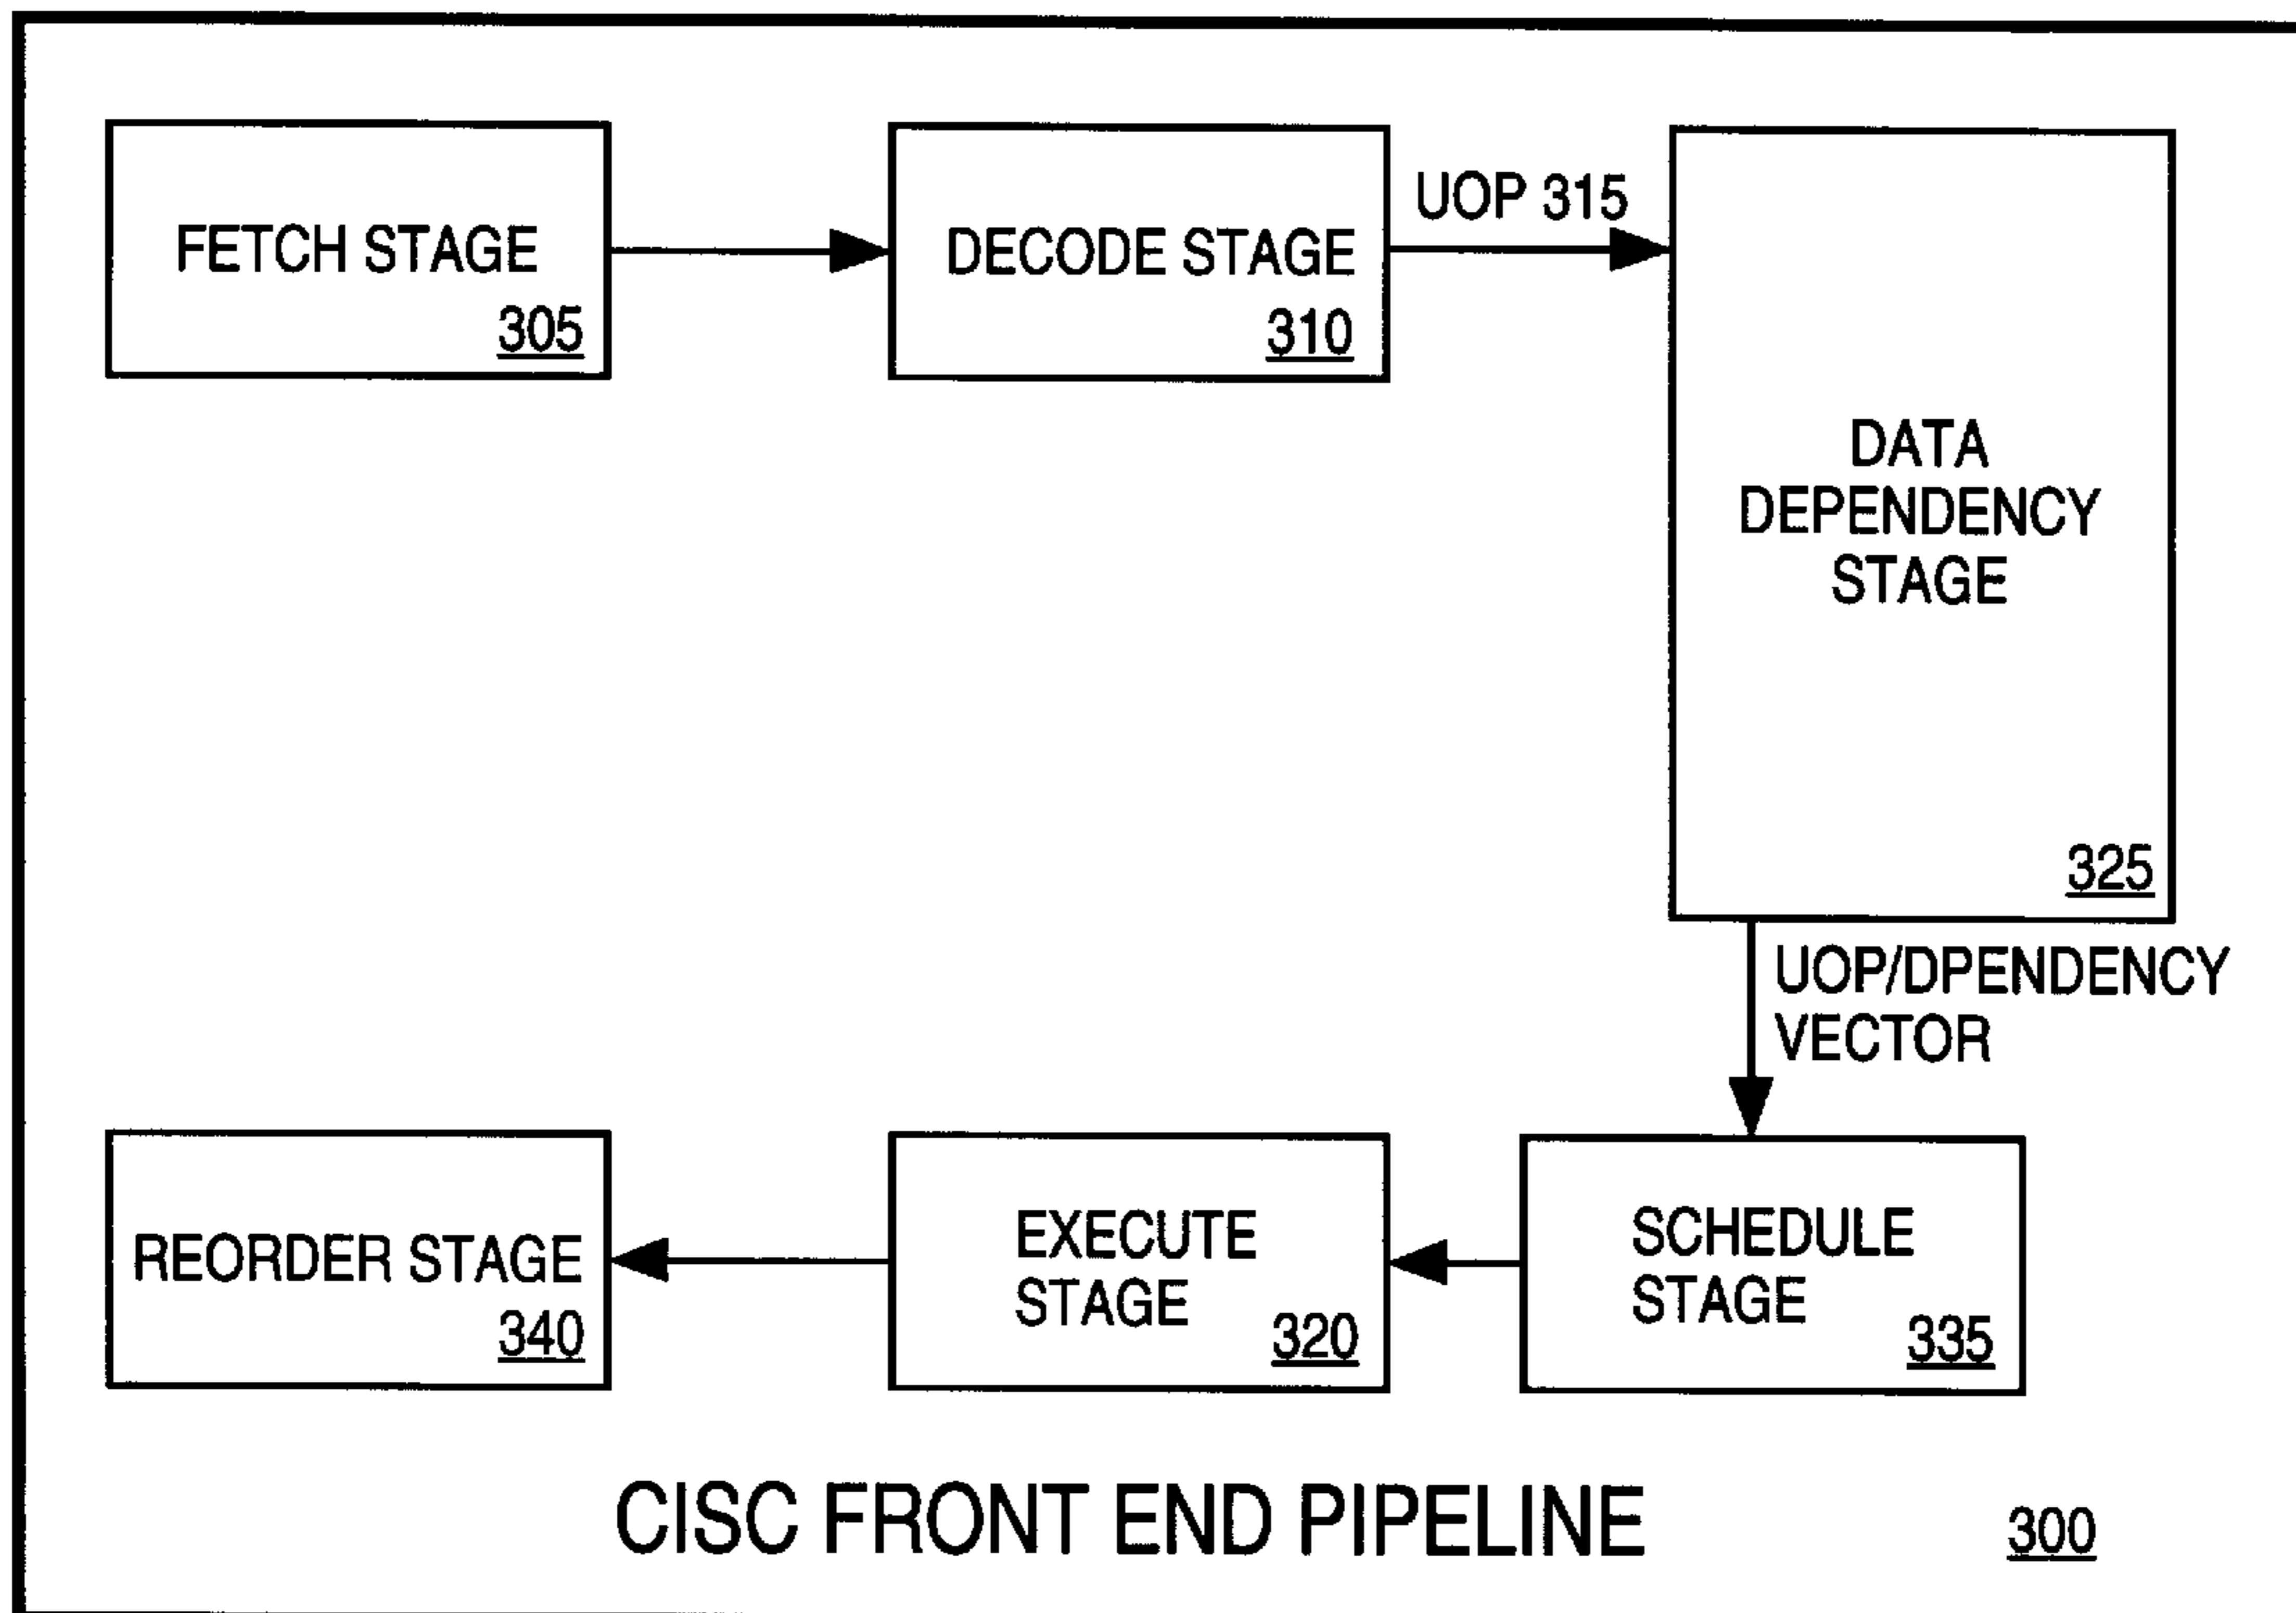 FETCH STAGE
305
DECODE STAGE
310
UOP 315
DATA
DEPENDENCY
STAGE
325
UOP/DPENDENCY
VECTOR
REORDER STAGE
340
EXECUTE
STAGE
320
SCHEDULE
STAGE
335
CISC FRONT END PIPELINE
300